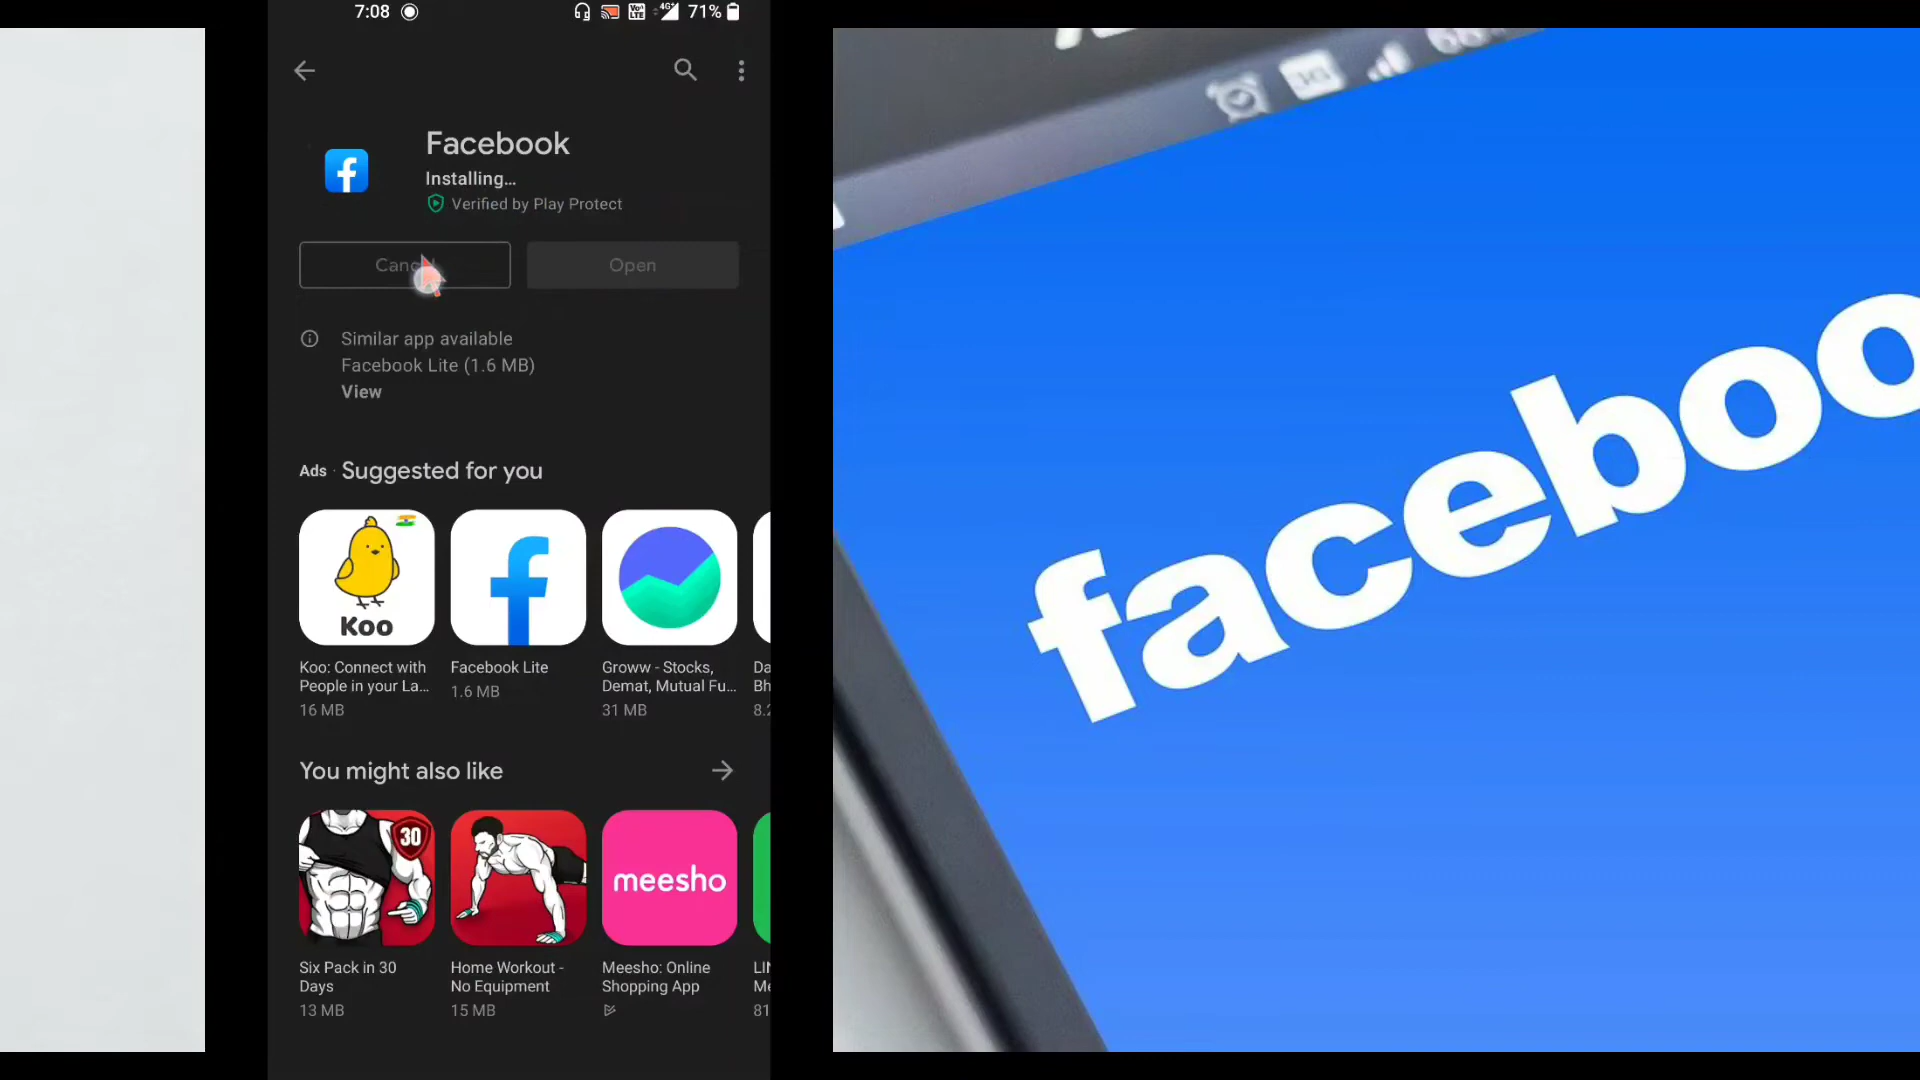 7:08
4G+
71%
Facebook
Installing...
Verified by Play Protect
Open
Similar app available
Facebook Lite (1.6 MB)
View
Ads · Suggested for you
Koo
Koo: Connect with
People in your La...
16 MB
Facebook Lite
1.6 MB
Groww - Stocks,
Demat, Mutual Fu...
31 MB
You might also like
30
meesho
Six Pack in 30
Days
13 MB
Home Workout -
No Equipment
15 MB
Meesho: Online
Shopping App
81
faceboo